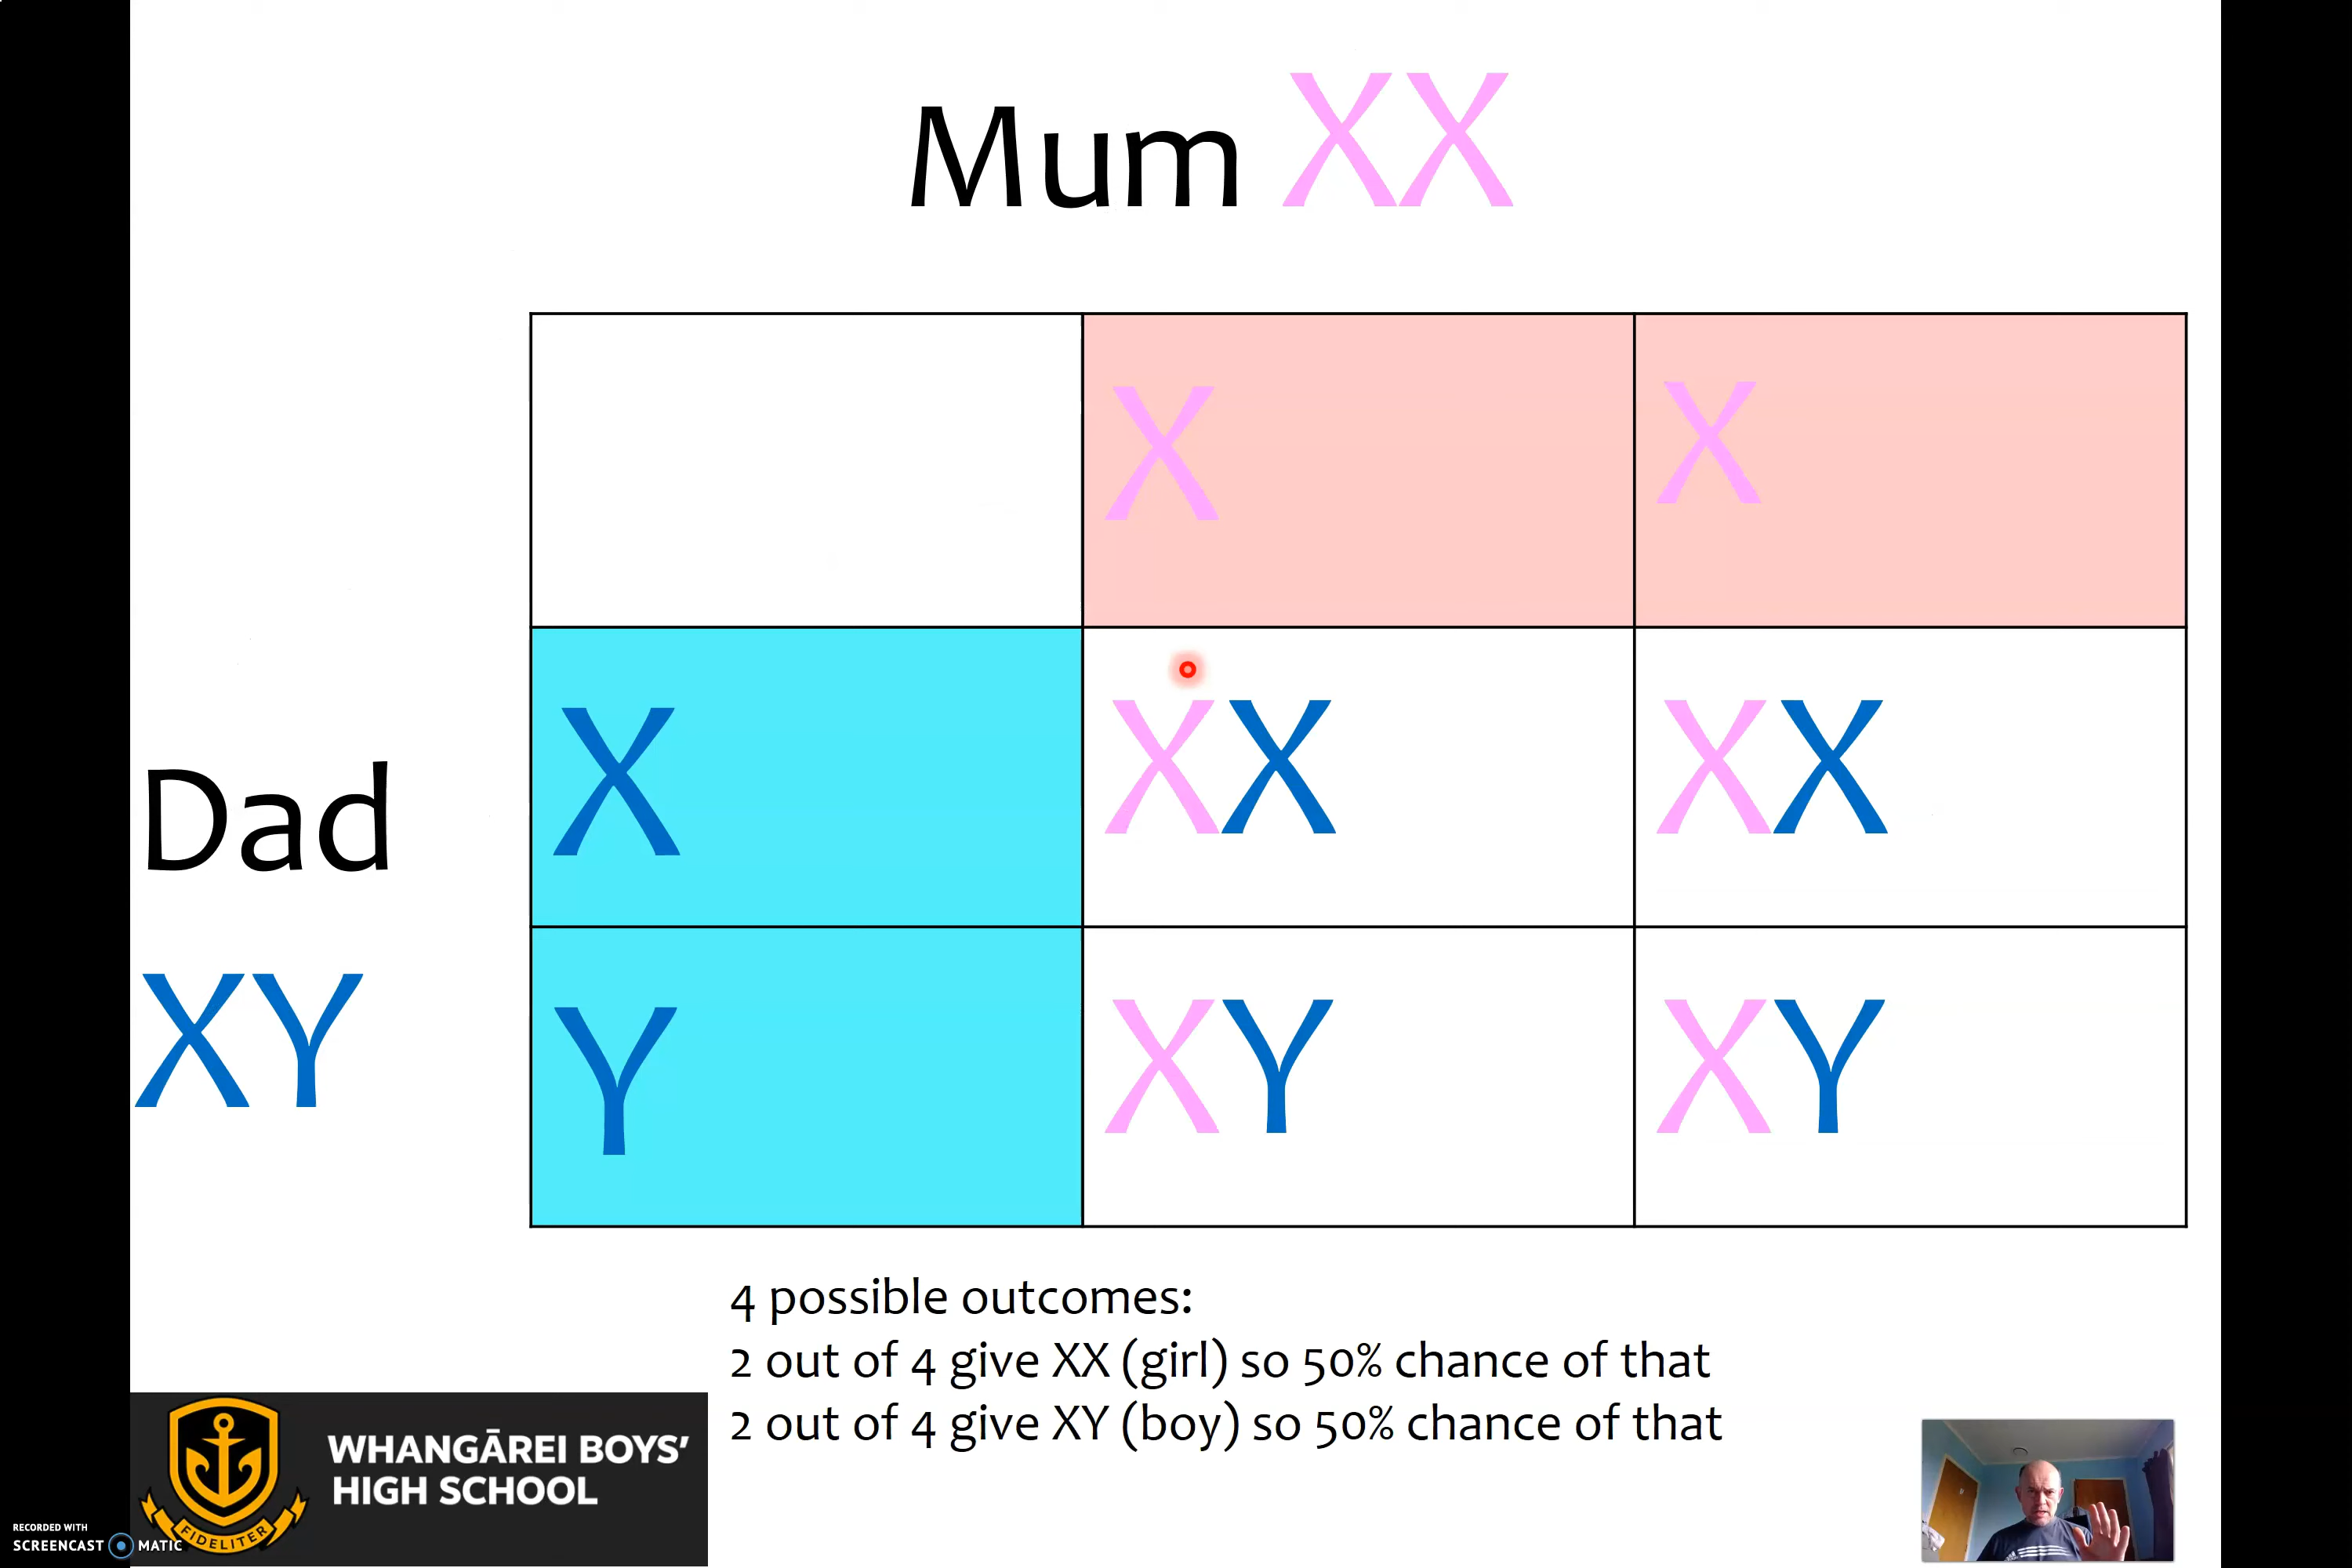 Mum XX
X X
X XX XX
Dad
XY
Y XY XY
4 possible outcomes:
2 out of 4 give XX (girl) so 50% chance of that
2 out of 4 give XY (boy) so 50% chance of that
WHANGĀREI BOYS'
HIGH SCHOOL
FIDELITER
RECORDED WITH
SCREENCAST MATIC